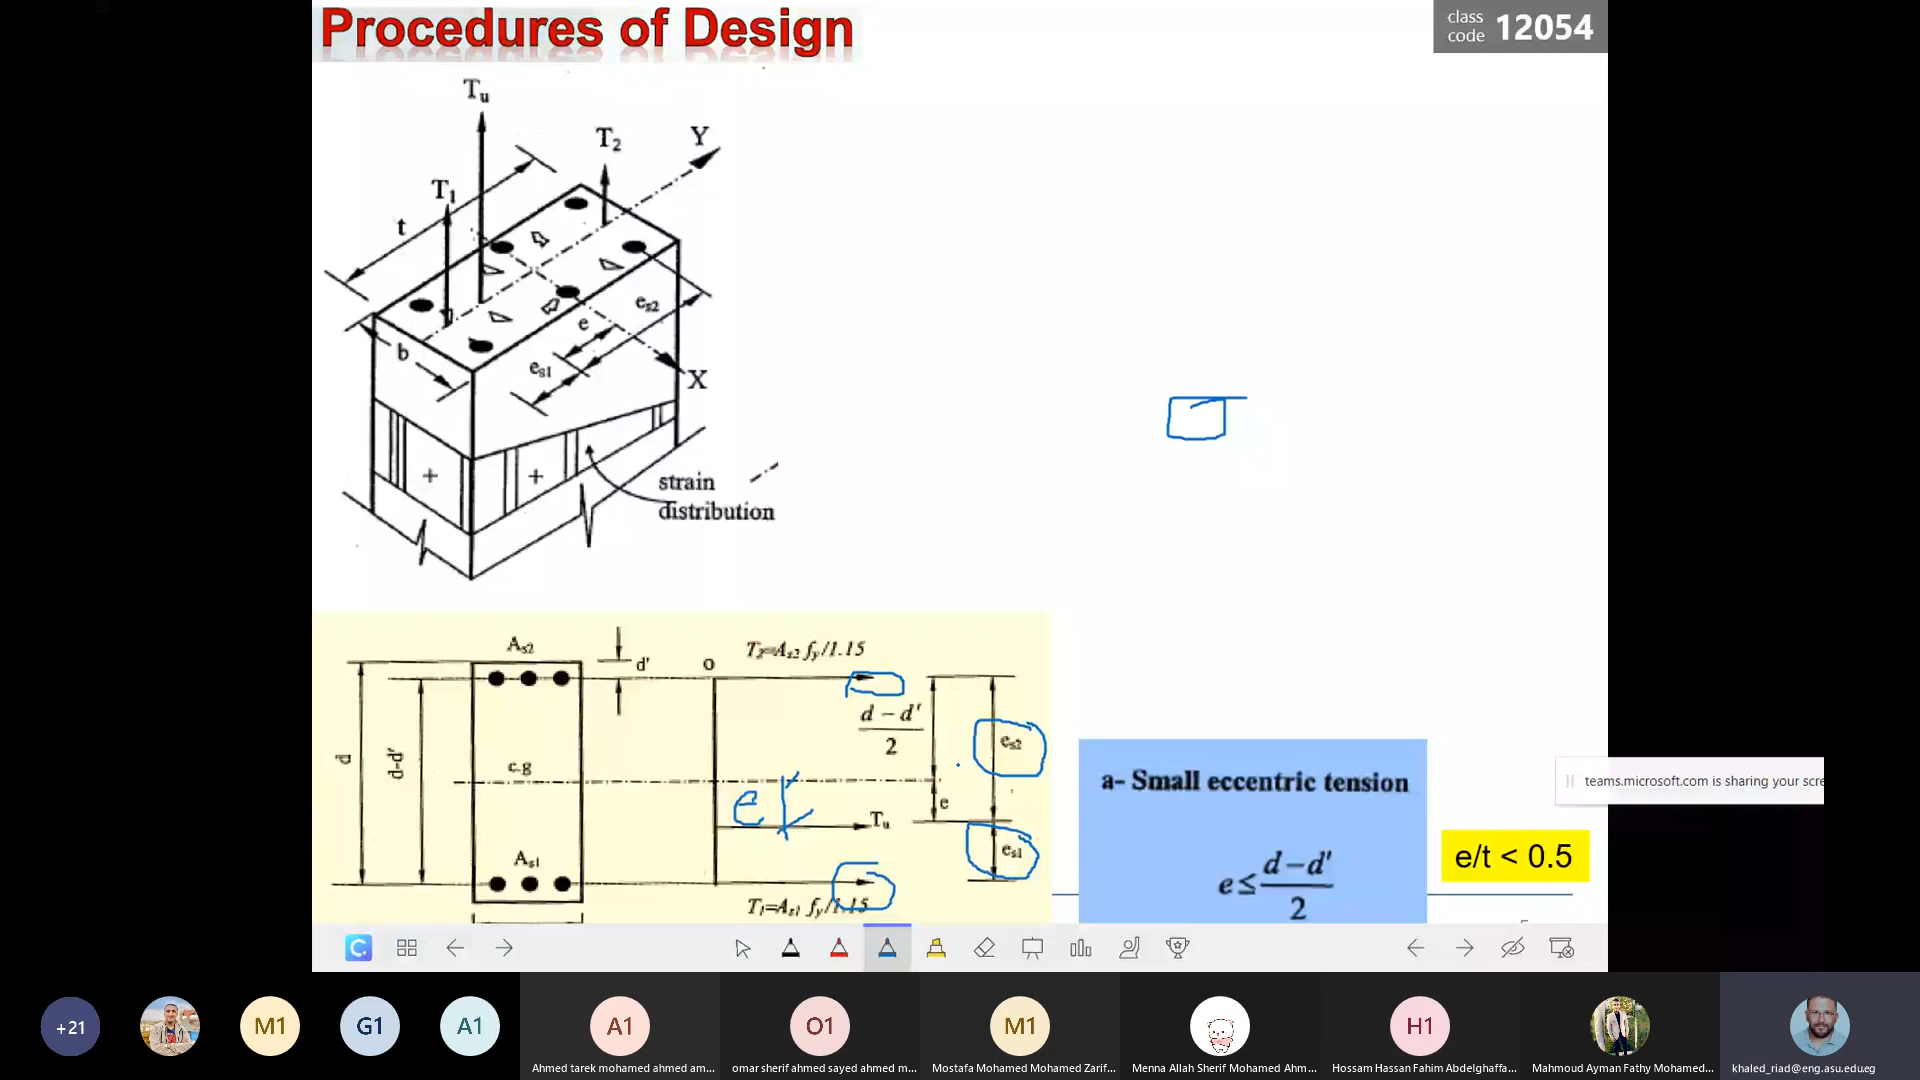 Procedures of Design
class
code 12054
Tu
T2
Y
T1
t
es2
e
b
es1
X
+
+
strain
distribution
As2
d'
o
T2=As2 fy/1.15
d – d'
2
es2
d
d-d'
c.g
e
e
Tu
As1
es1
T1=As1 fy/1.15
a- Small eccentric tension
e ≤ d – d'
2
e/t < 0.5
teams.microsoft.com is sharing your scre
+21
M1
G1
A1
A1
O1
M1
H1
Ahmed tarek mohamed ahmed am...
omar sherif ahmed sayed ahmed m...
Mostafa Mohamed Mohamed Zarif...
Menna Allah Sherif Mohamed Ahm...
Hossam Hassan Fahim Abdelghaffa...
Mahmoud Ayman Fathy Mohamed...
khaled_riad@eng.asu.edu.eg